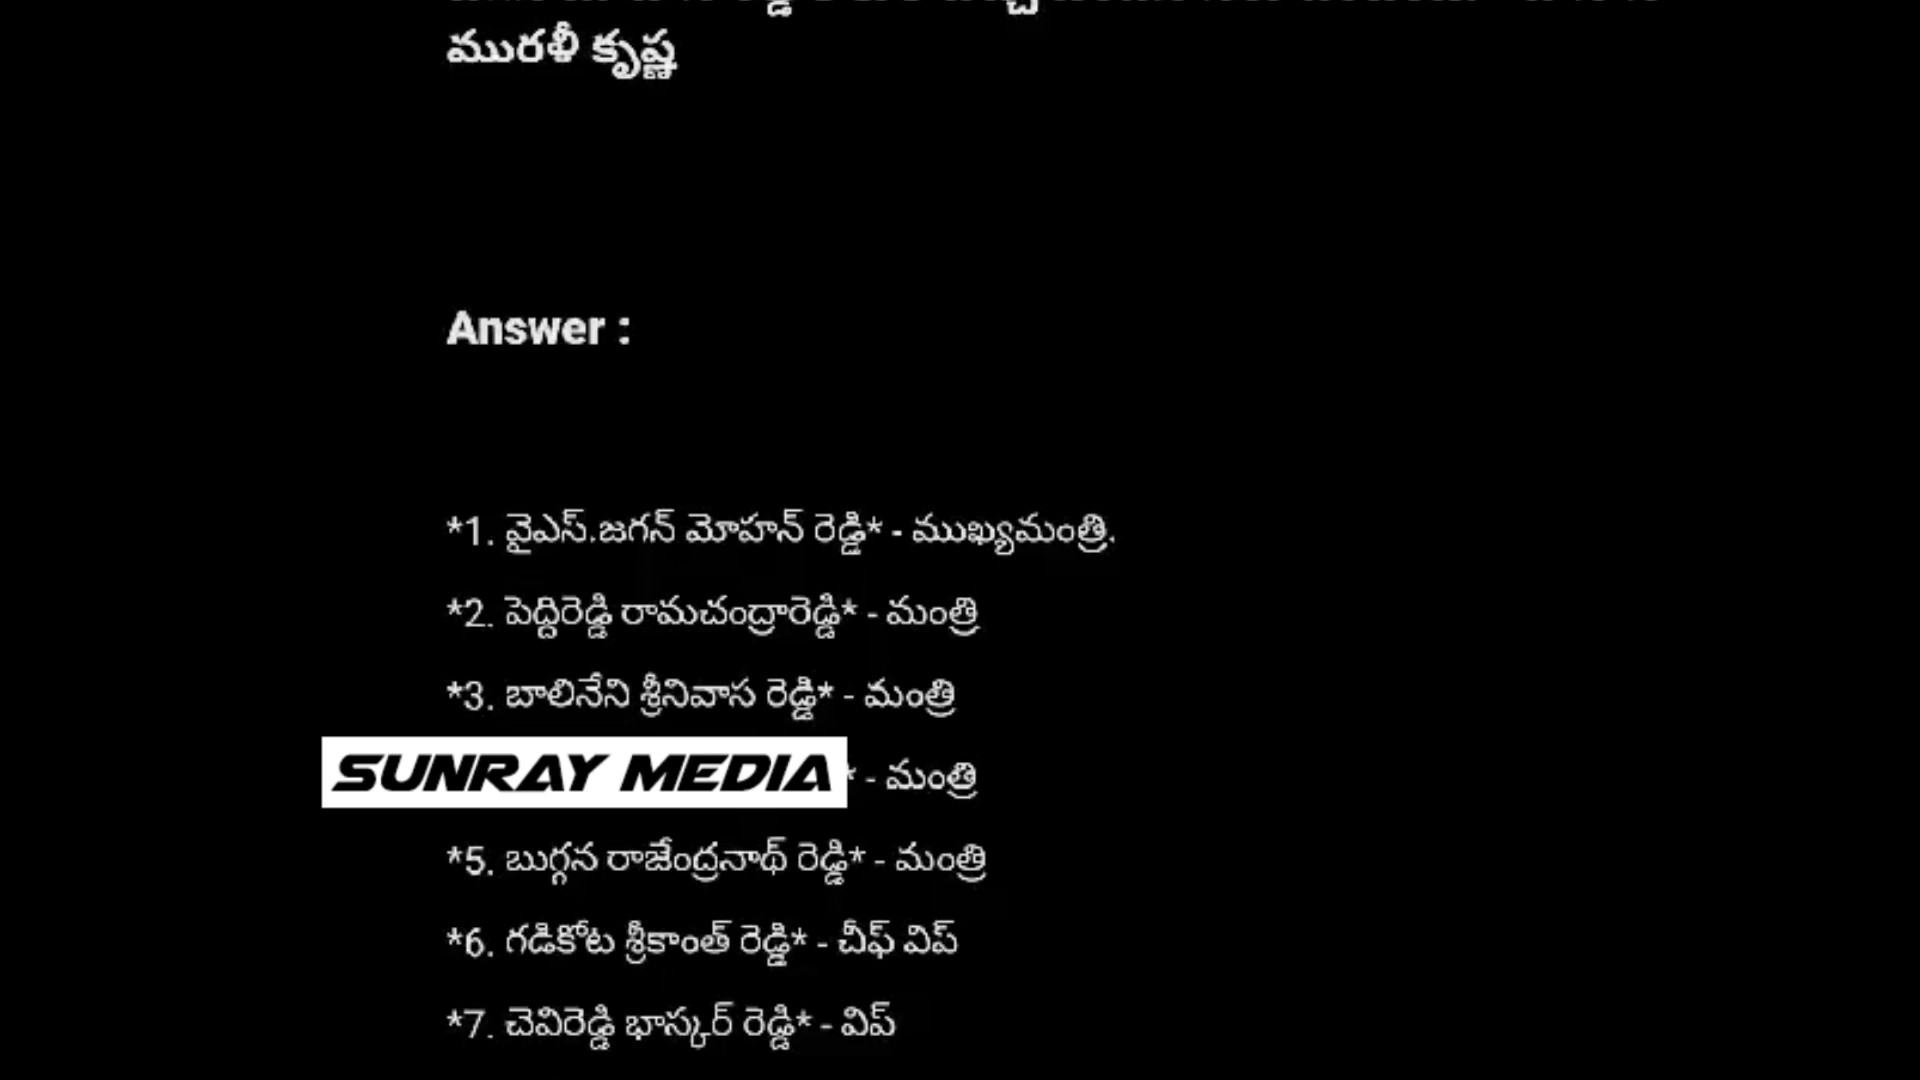 మురళీ కృష్ణ
Answer :
*1. వైఎస్.జగన్ మోహన్ రెడ్డి* - ముఖ్యమంత్రి.
*2. పెద్దిరెడ్డి రామచంద్రారెడ్డి* - మంత్రి
*3. బాలినేని శ్రీనివాస రెడ్డి* - మంత్రి
SUNRAY MEDIA * - మంత్రి
*5. బుగ్గన రాజేంద్రనాథ్ రెడ్డి* - మంత్రి
*6. గడికోట శ్రీకాంత్ రెడ్డి* - చీఫ్ విప్
*7. చెవిరెడ్డి భాస్కర్ రెడ్డి* - విప్